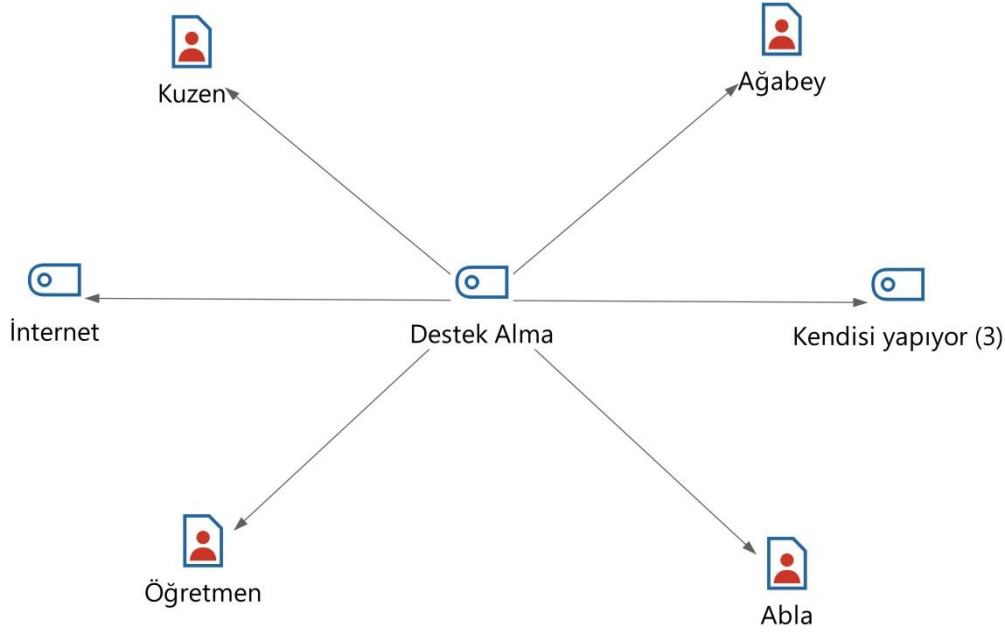 Kuzen
Ağabey
İnternet
Destek Alma
Kendisi yapıyor (3)
Öğretmen
Abla